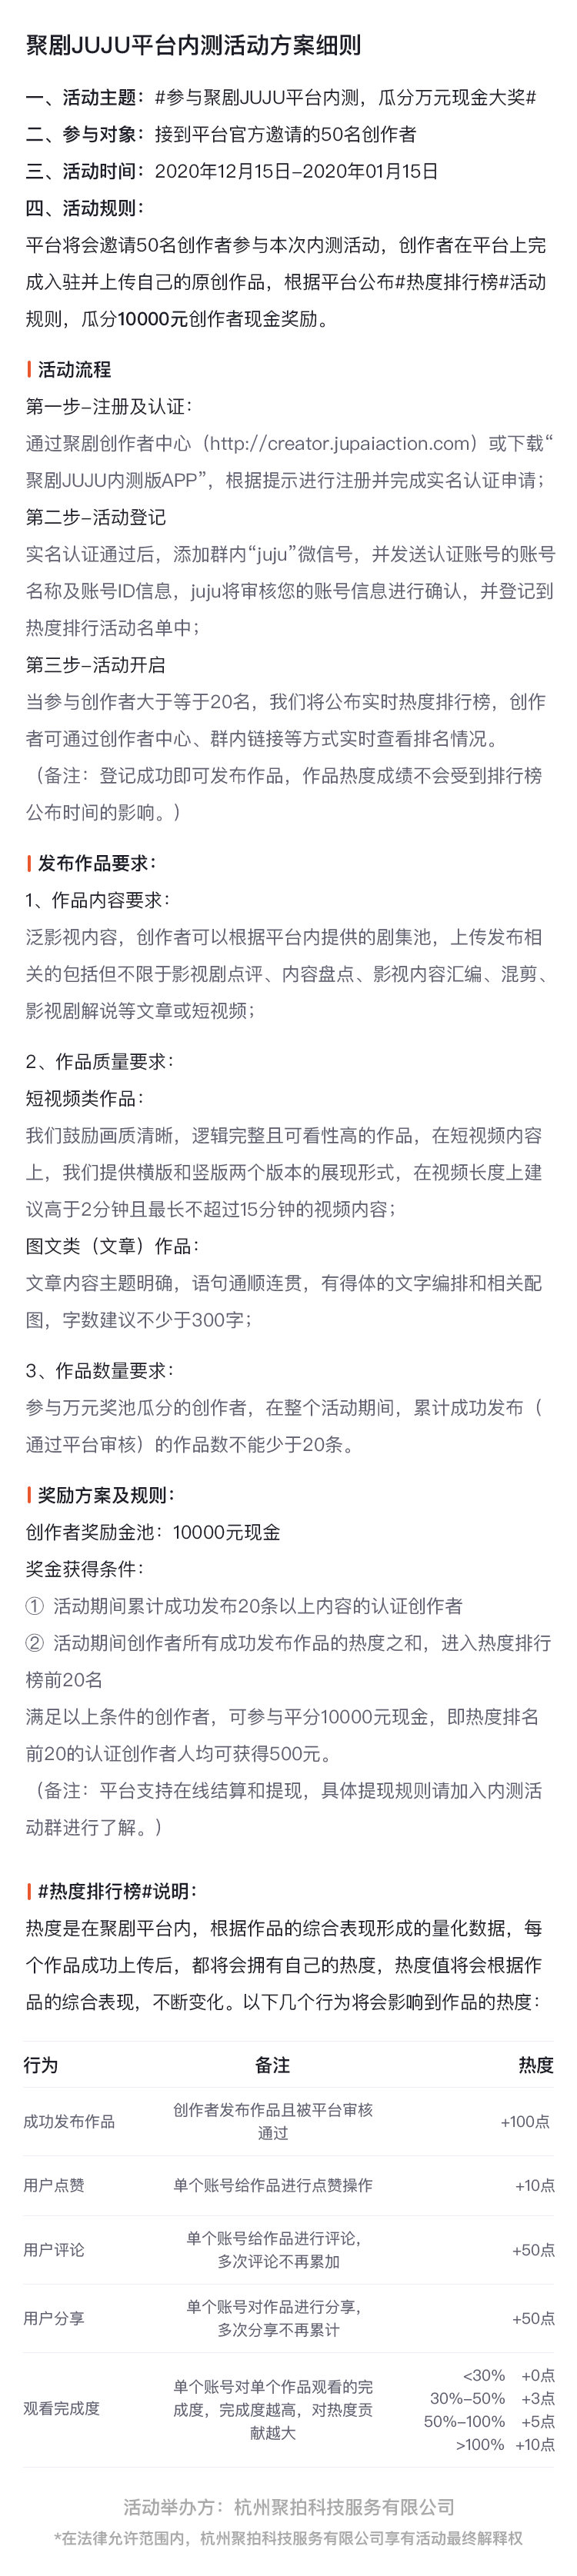 聚剧JUJU平台内测活动方案细则
一、活动主题：#参与聚剧JUJU平台内测，瓜分万元现金大奖#
二、参与对象：接到平台官方邀请的50名创作者
三、活动时间：2020年12月15日-2020年01月15日
四、活动规则：
平台将会邀请50名创作者参与本次内测活动，创作者在平台上完
成入驻并上传自己的原创作品，根据平台公布#热度排行榜#活动
规则，瓜分10000元创作者现金奖励。
活动流程
第一步-注册及认证：
通过聚剧创作者中心（http://creator.jupaiaction.com）或下载“
聚剧JUJU内测版APP”，根据提示进行注册并完成实名认证申请；
第二步-活动登记
实名认证通过后，添加群内“juju”微信号，并发送认证账号的账号
名称及账号ID信息，juju将审核您的账号信息进行确认，并登记到
热度排行活动名单中；
第三步-活动开启
当参与创作者大于等于20名，我们将公布实时热度排行榜，创作
者可通过创作者中心、群内链接等方式实时查看排名情况。
（备注：登记成功即可发布作品，作品热度成绩不会受到排行榜
公布时间的影响。）
发布作品要求：
1、作品内容要求：
泛影视内容，创作者可以根据平台内提供的剧集池，上传发布相
关的包括但不限于影视剧点评、内容盘点、影视内容汇编、混剪、
影视剧解说等文章或短视频；
2、作品质量要求：
短视频类作品：
我们鼓励画质清晰，逻辑完整且可看性高的作品，在短视频内容
上，我们提供横版和竖版两个版本的展现形式，在视频长度上建
议高于2分钟且最长不超过15分钟的视频内容；
图文类（文章）作品：
文章内容主题明确，语句通顺连贯，有得体的文字编排和相关配
图，字数建议不少于300字；
3、作品数量要求：
参与万元奖池瓜分的创作者，在整个活动期间，累计成功发布（
通过平台审核）的作品数不能少于20条。
奖励方案及规则：
创作者奖励金池：10000元现金
奖金获得条件：
① 活动期间累计成功发布20条以上内容的认证创作者
② 活动期间创作者所有成功发布作品的热度之和，进入热度排行
榜前20名
满足以上条件的创作者，可参与平分10000元现金，即热度排名
前20的认证创作者人均可获得500元。
（备注：平台支持在线结算和提现，具体提现规则请加入内测活
动群进行了解。）
#热度排行榜#说明：
热度是在聚剧平台内，根据作品的综合表现形成的量化数据，每
个作品成功上传后，都将会拥有自己的热度，热度值将会根据作
品的综合表现，不断变化。以下几个行为将会影响到作品的热度：
行为 备注 热度
成功发布作品 创作者发布作品且被平台审核 +100点
通过
用户点赞 单个账号给作品进行点赞操作 +10点
用户评论 单个账号给作品进行评论， +50点
多次评论不再累加
用户分享 单个账号对作品进行分享， +50点
多次分享不再累计
观看完成度 单个账号对单个作品观看的完
成度，完成度越高，对热度贡
献越大
<30% +0点
30%-50% +3点
50%-100% +5点
>100% +10点
活动举办方：杭州聚拍科技服务有限公司
*在法律允许范围内，杭州聚拍科技服务有限公司享有活动最终解释权